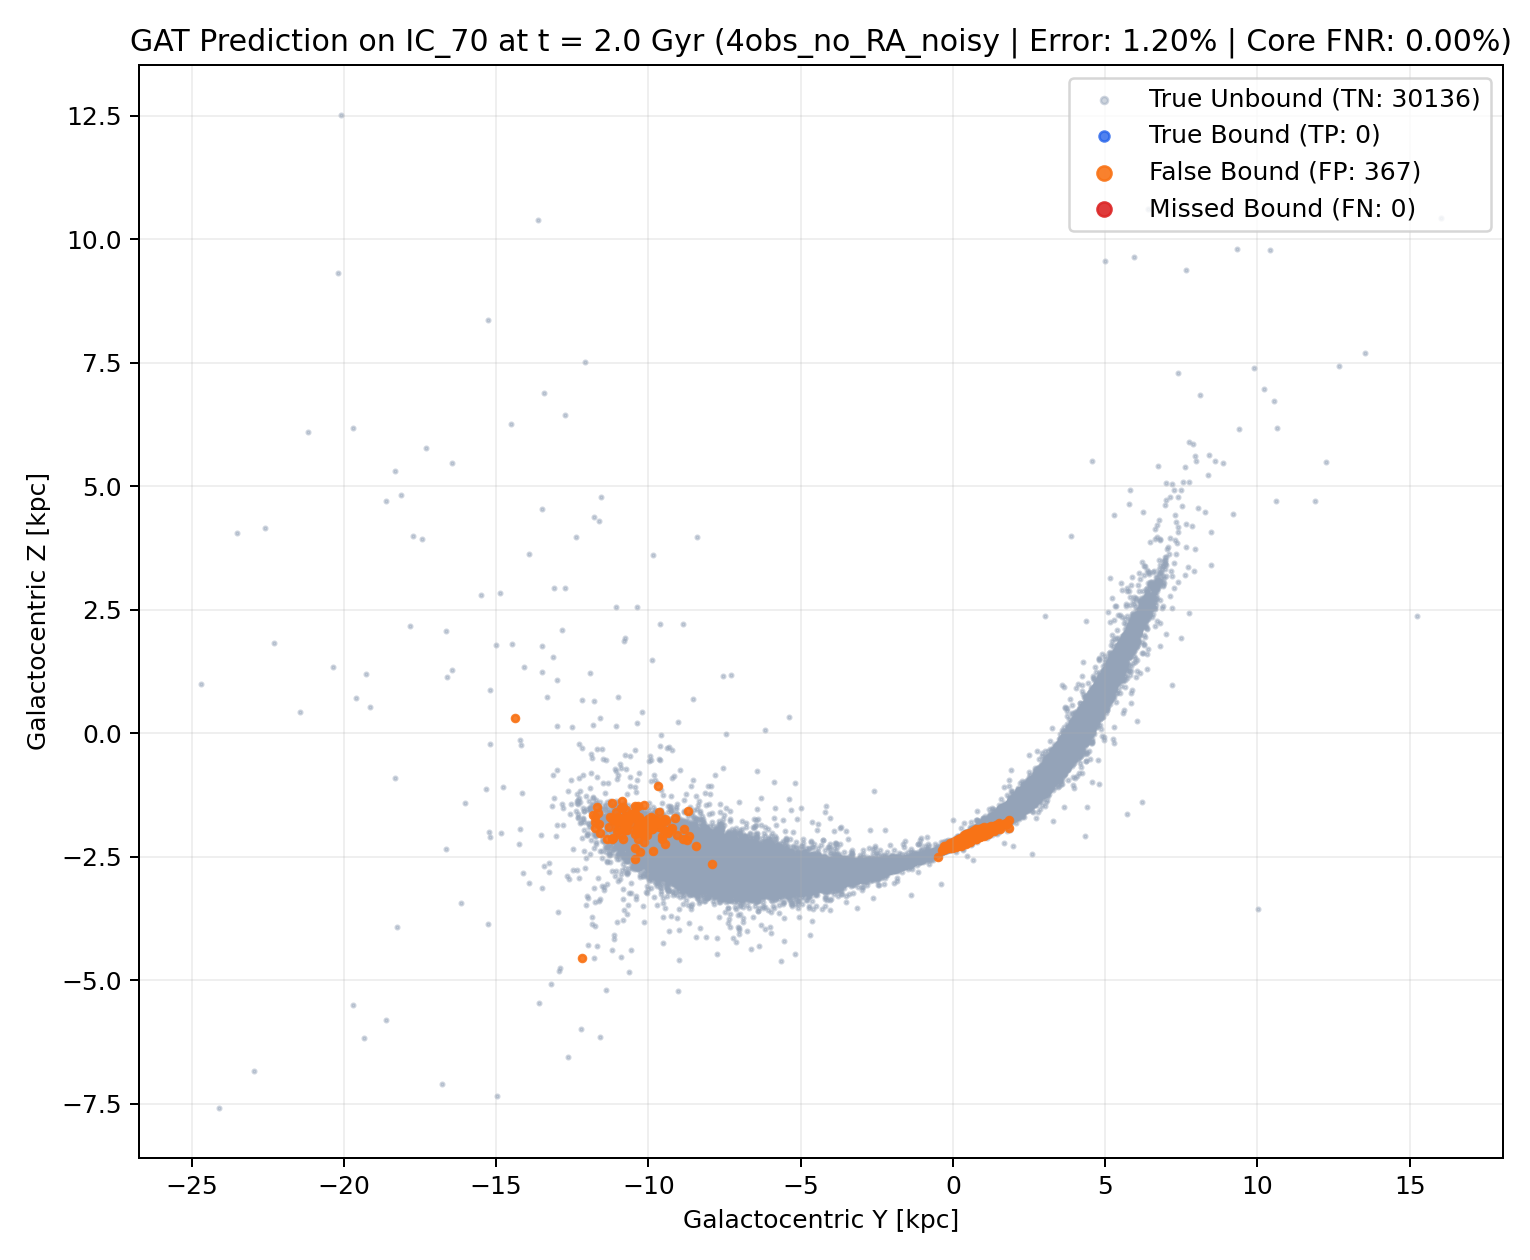 GAT Prediction on IC_70 at t = 2.0 Gyr (4obs_no_RA_noisy | Error: 1.20% | Core FNR: 0.00%)
True Unbound (TN: 30136)
True Bound (TP: 0)
False Bound (FP: 367)
Missed Bound (FN: 0)
12.5
10.0
7.5
5.0
2.5
0.0
−2.5
−5.0
−7.5
Galactocentric Z [kpc]
−25 −20 −15 −10 −5 0 5 10 15
Galactocentric Y [kpc]